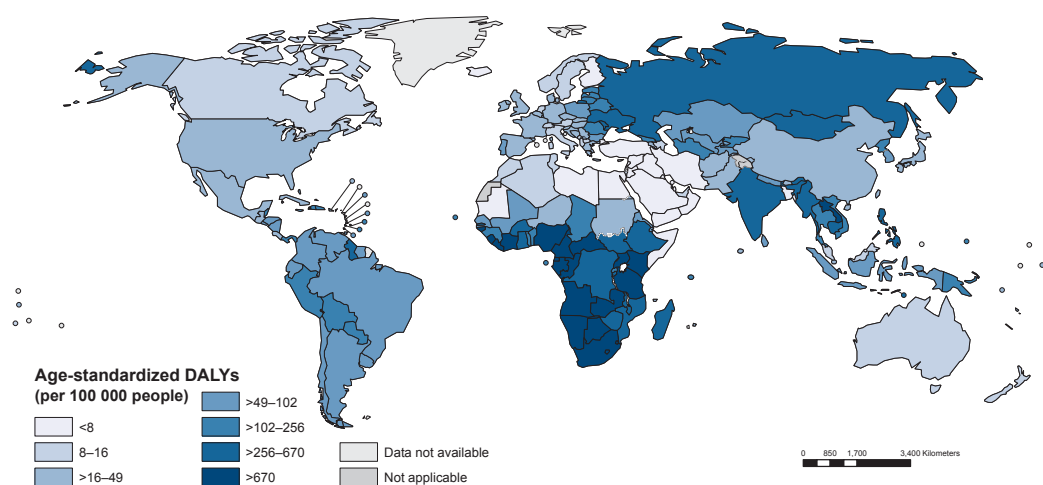 Age-standardized DALYs
(per 100 000 people)
<8
8–16
>16–49
>49–102
>102–256
>256–670
>670
Data not available
Not applicable
0 850 1,700 3,400 Kilometers